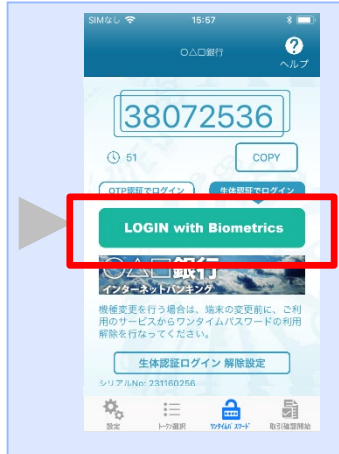 SIMなし 15:57
○△□銀行
?
ヘルプ
38072536
51 COPY
OTP認証でログイン 生体認証でログイン
LOGIN with Biometrics
○△□銀行
インターネットバンキング
機種変更を行う場合は、端末の変更前に、ご利
用のサービスからワンタイムパスワードの利用
解除を行なってください。
生体認証ログイン 解除設定
シリアルNo: 231160256
設定 トークン選択 ワンタイムパスワード 取引確認開始